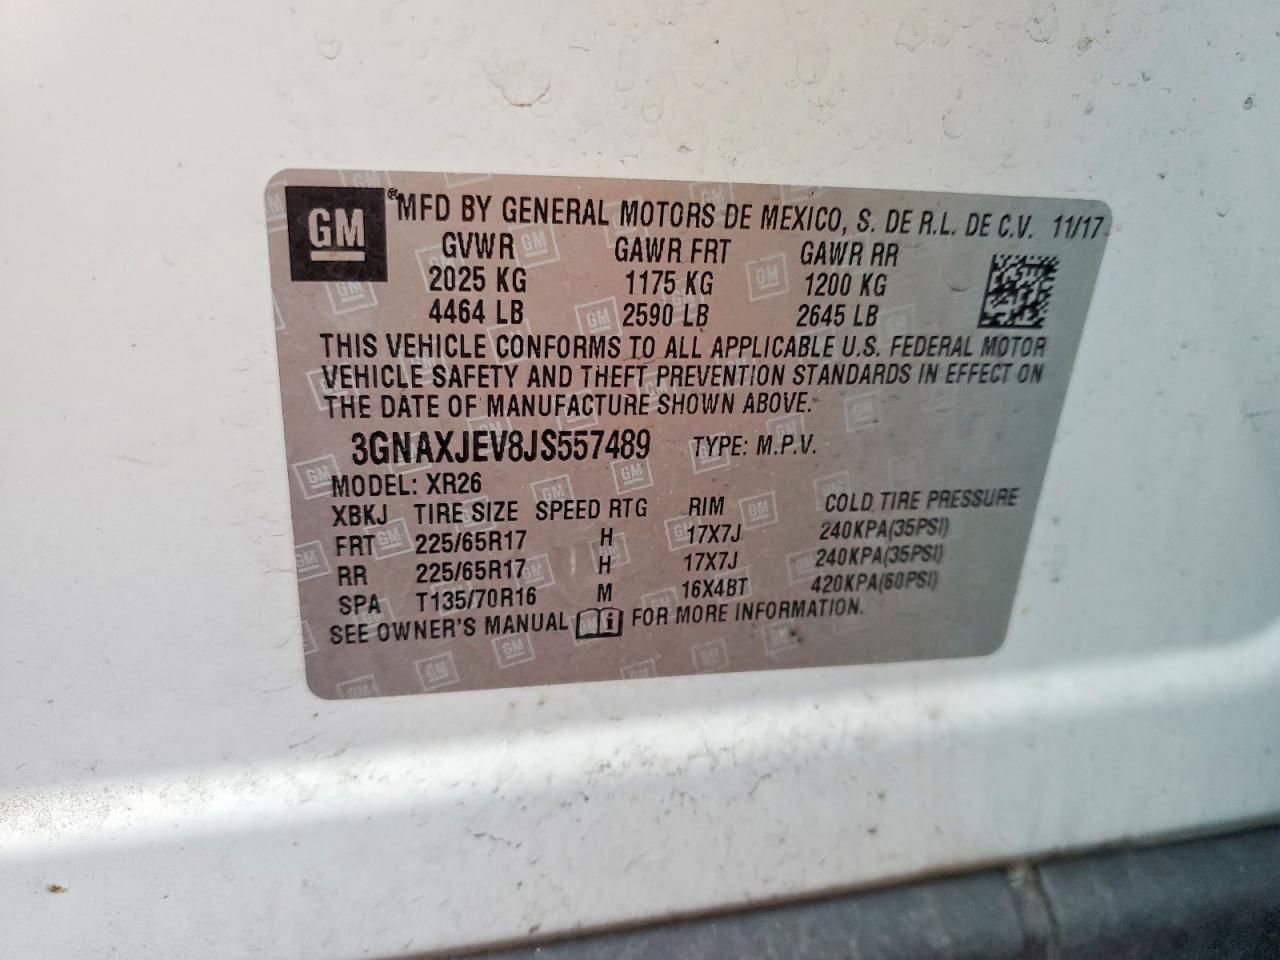 GM ® MFD BY GENERAL MOTORS DE MEXICO, S. DE R.L. DE C.V. 11/17
GVWR GAWR FRT GAWR RR
2025 KG 1175 KG 1200 KG
4464 LB 2590 LB 2645 LB
THIS VEHICLE CONFORMS TO ALL APPLICABLE U.S. FEDERAL MOTOR
VEHICLE SAFETY AND THEFT PREVENTION STANDARDS IN EFFECT ON
THE DATE OF MANUFACTURE SHOWN ABOVE.
3GNAXJEV8JS557489 TYPE: M.P.V.
MODEL: XR26
XBKJ TIRE SIZE SPEED RTG RIM COLD TIRE PRESSURE
FRT 225/65R17 H 17X7J 240KPA(35PSI)
RR 225/65R17 H 17X7J 240KPA(35PSI)
SPA T135/70R16 M 16X4BT 420KPA(60PSI)
SEE OWNER'S MANUAL i FOR MORE INFORMATION.